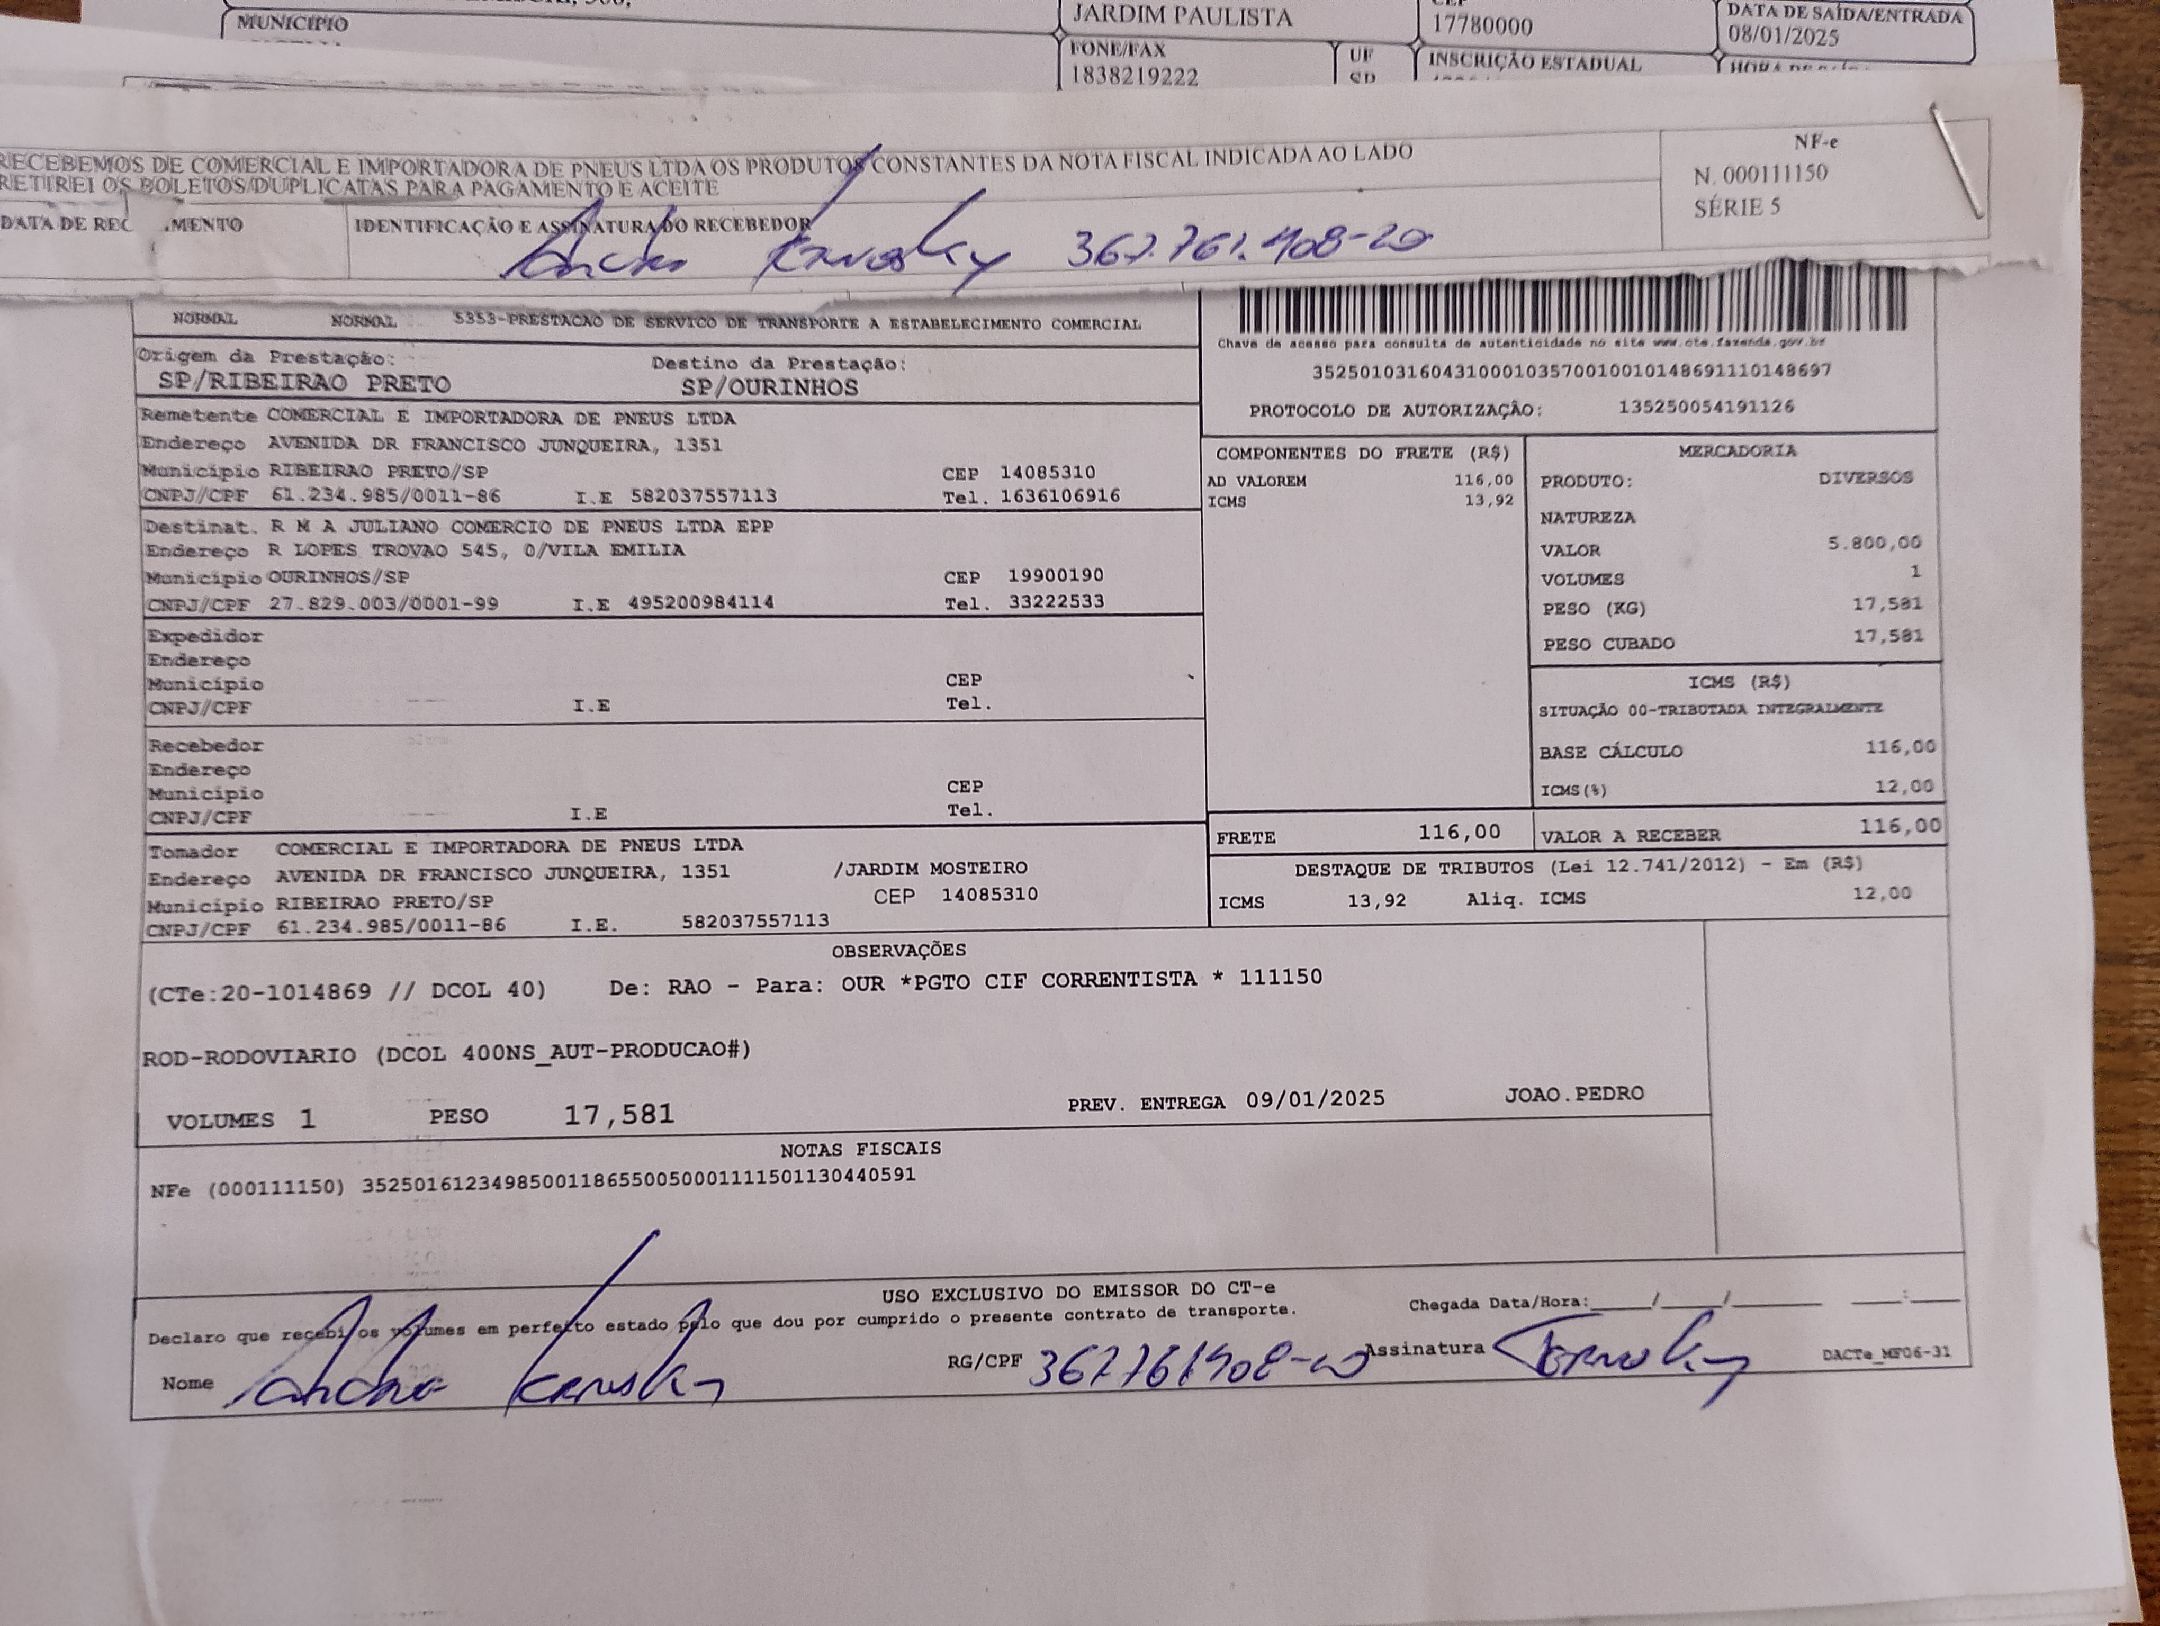 MUNICÍPIO
JARDIM PAULISTA
CEP
17780000
DATA DE SAÍDA/ENTRADA
08/01/2025
FONE/FAX
1838219222
UF
SP
INSCRIÇÃO ESTADUAL
RECEBEMOS DE COMERCIAL E IMPORTADORA DE PNEUS LTDA OS PRODUTOS CONSTANTES DA NOTA FISCAL INDICADA AO LADO
RETIREI OS BOLETOS/DUPLICATAS PARA PAGAMENTO E ACEITE
NF-e
N. 000111150
SÉRIE 5
DATA DE REC MENTO
IDENTIFICAÇÃO E ASSINATURA DO RECEBEDOR
367.761.908-20
NORMAL NORMAL 5353-PRESTACAO DE SERVICO DE TRANSPORTE A ESTABELECIMENTO COMERCIAL
Origem da Prestação: Destino da Prestação:
SP/RIBEIRAO PRETO SP/OURINHOS
Chave de acesso para consulta de autenticidade no site www.cte.fazenda.gov.br
35250103160431000103570010010148691110148697
PROTOCOLO DE AUTORIZAÇÃO: 135250054191126
Remetente COMERCIAL E IMPORTADORA DE PNEUS LTDA
Endereço AVENIDA DR FRANCISCO JUNQUEIRA, 1351
Município RIBEIRAO PRETO/SP CEP 14085310
CNPJ/CPF 61.234.985/0011-86 I.E 582037557113 Tel. 1636106916
Destinat. R M A JULIANO COMERCIO DE PNEUS LTDA EPP
Endereço R LOPES TROVAO 545, 0/VILA EMILIA
Município OURINHOS/SP CEP 19900190
CNPJ/CPF 27.829.003/0001-99 I.E 495200984114 Tel. 33222533
Expedidor
Endereço
Município CEP
CNPJ/CPF I.E Tel.
Recebedor
Endereço
Município CEP
CNPJ/CPF I.E Tel.
Tomador COMERCIAL E IMPORTADORA DE PNEUS LTDA
Endereço AVENIDA DR FRANCISCO JUNQUEIRA, 1351 /JARDIM MOSTEIRO
Município RIBEIRAO PRETO/SP CEP 14085310
CNPJ/CPF 61.234.985/0011-86 I.E. 582037557113
COMPONENTES DO FRETE (R$)
AD VALOREM 116,00
ICMS 13,92
MERCADORIA
PRODUTO: DIVERSOS
NATUREZA
VALOR 5.800,00
VOLUMES 1
PESO (KG) 17,581
PESO CUBADO 17,581
ICMS (R$)
SITUAÇÃO 00-TRIBUTADA INTEGRALMENTE
BASE CÁLCULO 116,00
ICMS(%) 12,00
FRETE 116,00 VALOR A RECEBER 116,00
DESTAQUE DE TRIBUTOS (Lei 12.741/2012) - Em (R$)
ICMS 13,92 Aliq. ICMS 12,00
OBSERVAÇÕES
(CTe:20-1014869 // DCOL 40) De: RAO - Para: OUR *PGTO CIF CORRENTISTA * 111150
ROD-RODOVIARIO (DCOL 400NS_AUT-PRODUCAO#)
VOLUMES 1 PESO 17,581 PREV. ENTREGA 09/01/2025 JOAO.PEDRO
NOTAS FISCAIS
NFe (000111150) 35250161234985001186550050001111501130440591
USO EXCLUSIVO DO EMISSOR DO CT-e
Declaro que recebi os volumes em perfeito estado pelo que dou por cumprido o presente contrato de transporte.
Chegada Data/Hora:____/____/______ ___:___
Nome
RG/CPF 367761908-20
Assinatura
DACTe_MF06-31